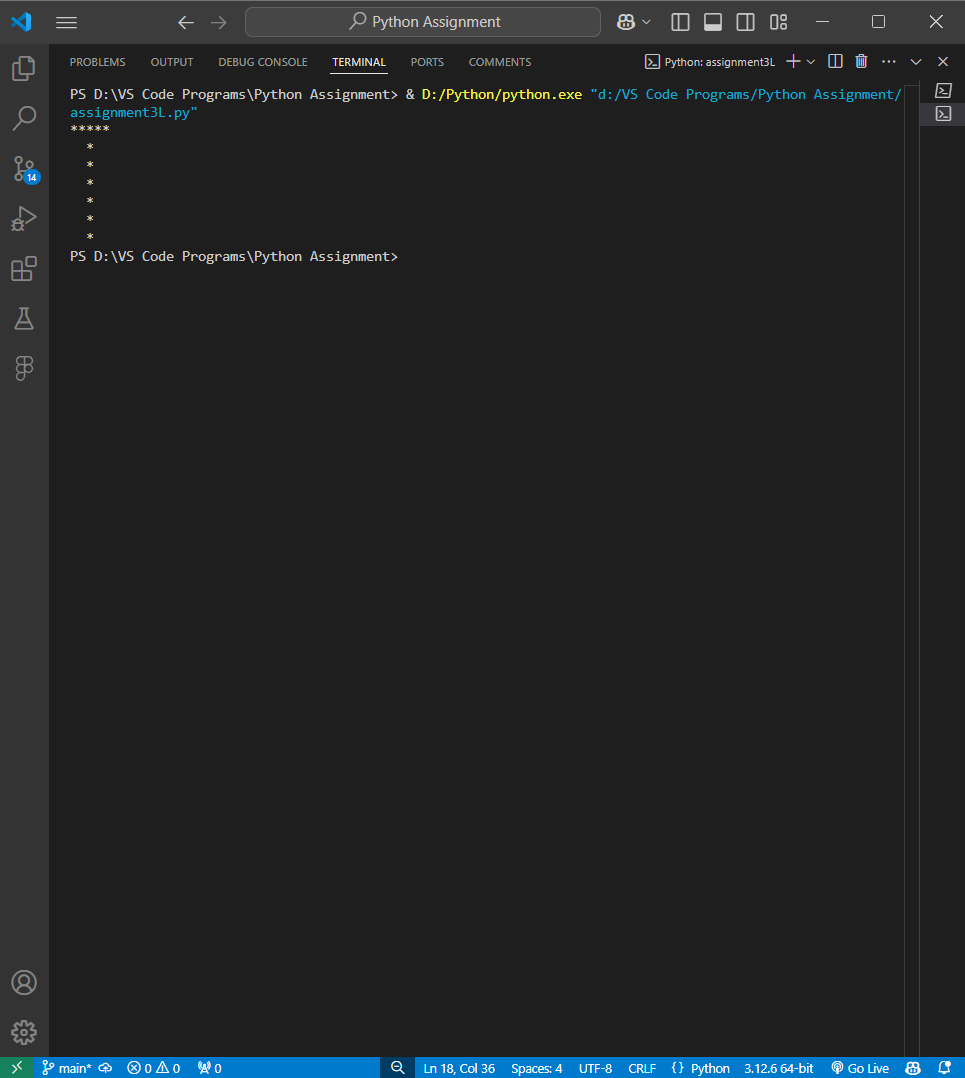 Python Assignment
PROBLEMS OUTPUT DEBUG CONSOLE TERMINAL PORTS COMMENTS Python: assignment3L
PS D:\VS Code Programs\Python Assignment> & D:/Python/python.exe "d:/VS Code Programs/Python Assignment/
assignment3L.py"
*****
  *
  *
  *
  *
  *
  *
PS D:\VS Code Programs\Python Assignment>
14
main* 0 0 0 Ln 18, Col 36 Spaces: 4 UTF-8 CRLF {} Python 3.12.6 64-bit Go Live